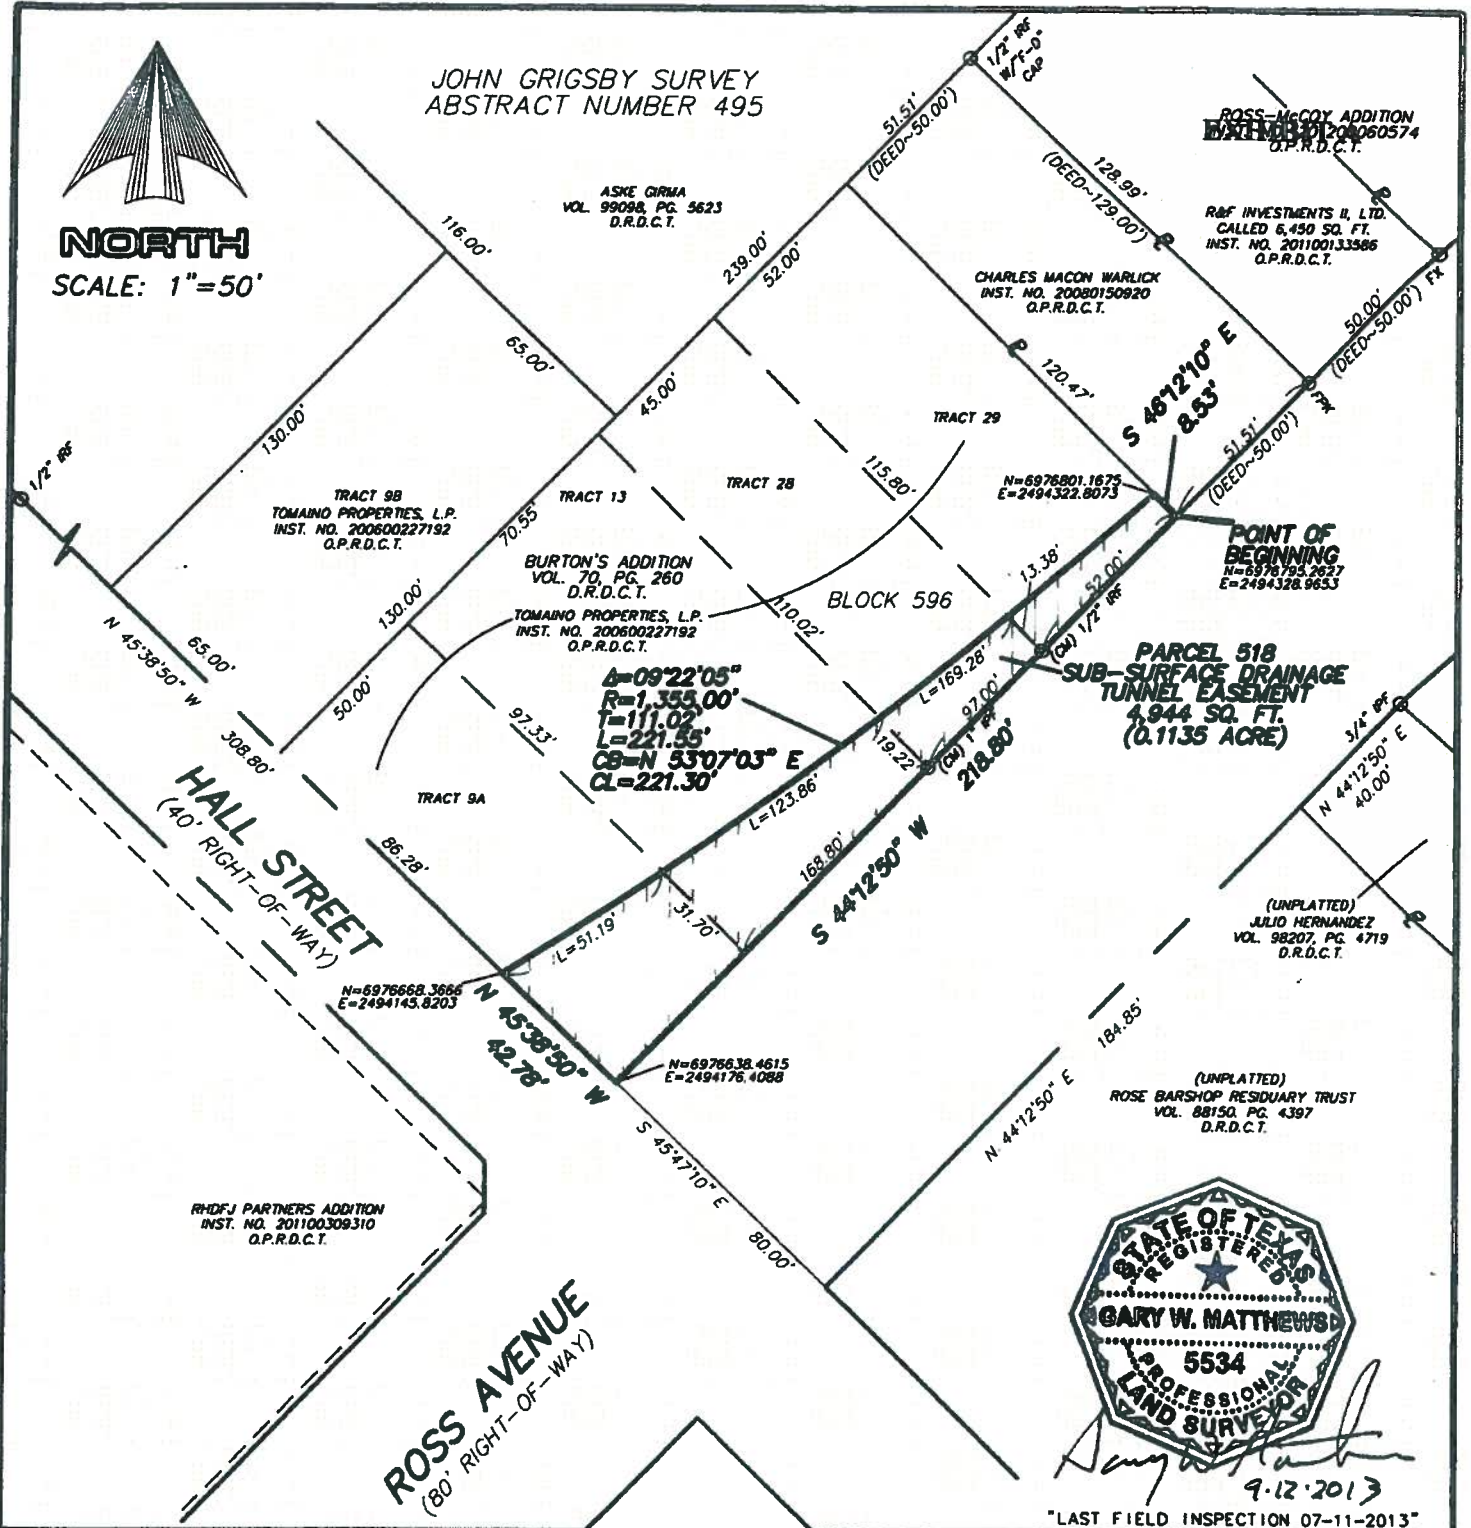 JOHN GRIGSBY SURVEY
ABSTRACT NUMBER 495
NORTH
SCALE: 1"=50'
1/2" IRF
W/"F-D"
CAP
51.51'
(DEED~50.00')
ROSS-McCOY ADDITION
O.P.R.D.C.T.
128.99'
(DEED~129.00')
R&F INVESTMENTS II, LTD.
CALLED 6,450 SQ. FT.
INST. NO. 201100133586
O.P.R.D.C.T.
ASKE GIRMA
VOL. 99098, PG. 5623
D.R.D.C.T.
116.00'
239.00'
52.00'
CHARLES MACON WARLICK
INST. NO. 20080150920
O.P.R.D.C.T.
50.00'
(DEED~50.00')
FX
65.00'
45.00'
120.47'
S 46°12'10" E
8.53'
FPK
130.00'
1/2" IRF
TRACT 29
51.51'
(DEED~50.00')
TRACT 9B
TOMAINO PROPERTIES, L.P.
INST. NO. 200600227192
O.P.R.D.C.T.
70.55'
TRACT 13
TRACT 28
115.80'
N=6976801.1675
E=2494322.8073
POINT OF
BEGINNING
N=6976795.2627
E=2494328.9653
BURTON'S ADDITION
VOL. 70, PG. 260
D.R.D.C.T.
TOMAINO PROPERTIES, L.P.
INST. NO. 200600227192
O.P.R.D.C.T.
130.00'
110.02'
BLOCK 596
13.38'
52.00'
(CM) 1/2" IRF
N 45°38'50" W
65.00'
50.00'
308.80'
97.33'
Δ=09°22'05"
R=1,355.00'
T=111.02'
L=221.55'
CB=N 53°07'03" E
CL=221.30'
L=169.28'
97.00'
(CM) 1" IPF
218.80'
19.22'
PARCEL 518
SUB-SURFACE DRAINAGE
TUNNEL EASEMENT
4,944 SQ. FT.
(0.1135 ACRE)
3/4" IPF
N 44°12'50" E
40.00'
HALL STREET
(40' RIGHT-OF-WAY)
TRACT 9A
86.28'
L=123.86'
168.80'
S 44°12'50" W
31.70'
L=51.19'
(UNPLATTED)
JULIO HERNANDEZ
VOL. 98207, PG. 4719
D.R.D.C.T.
N=6976668.3666
E=2494145.8203
N 45°38'50" W
42.78'
N=6976638.4615
E=2494176.4088
184.85'
N 44°12'50" E
(UNPLATTED)
ROSE BARSHOP RESIDUARY TRUST
VOL. 88150, PG. 4397
D.R.D.C.T.
S 45°47'10" E
80.00'
RHDFJ PARTNERS ADDITION
INST. NO. 201100309310
O.P.R.D.C.T.
ROSS AVENUE
(80' RIGHT-OF-WAY)
STATE OF TEXAS
REGISTERED
GARY W. MATTHEWS
5534
PROFESSIONAL
LAND SURVEYOR
9·12·2013
"LAST FIELD INSPECTION 07-11-2013"